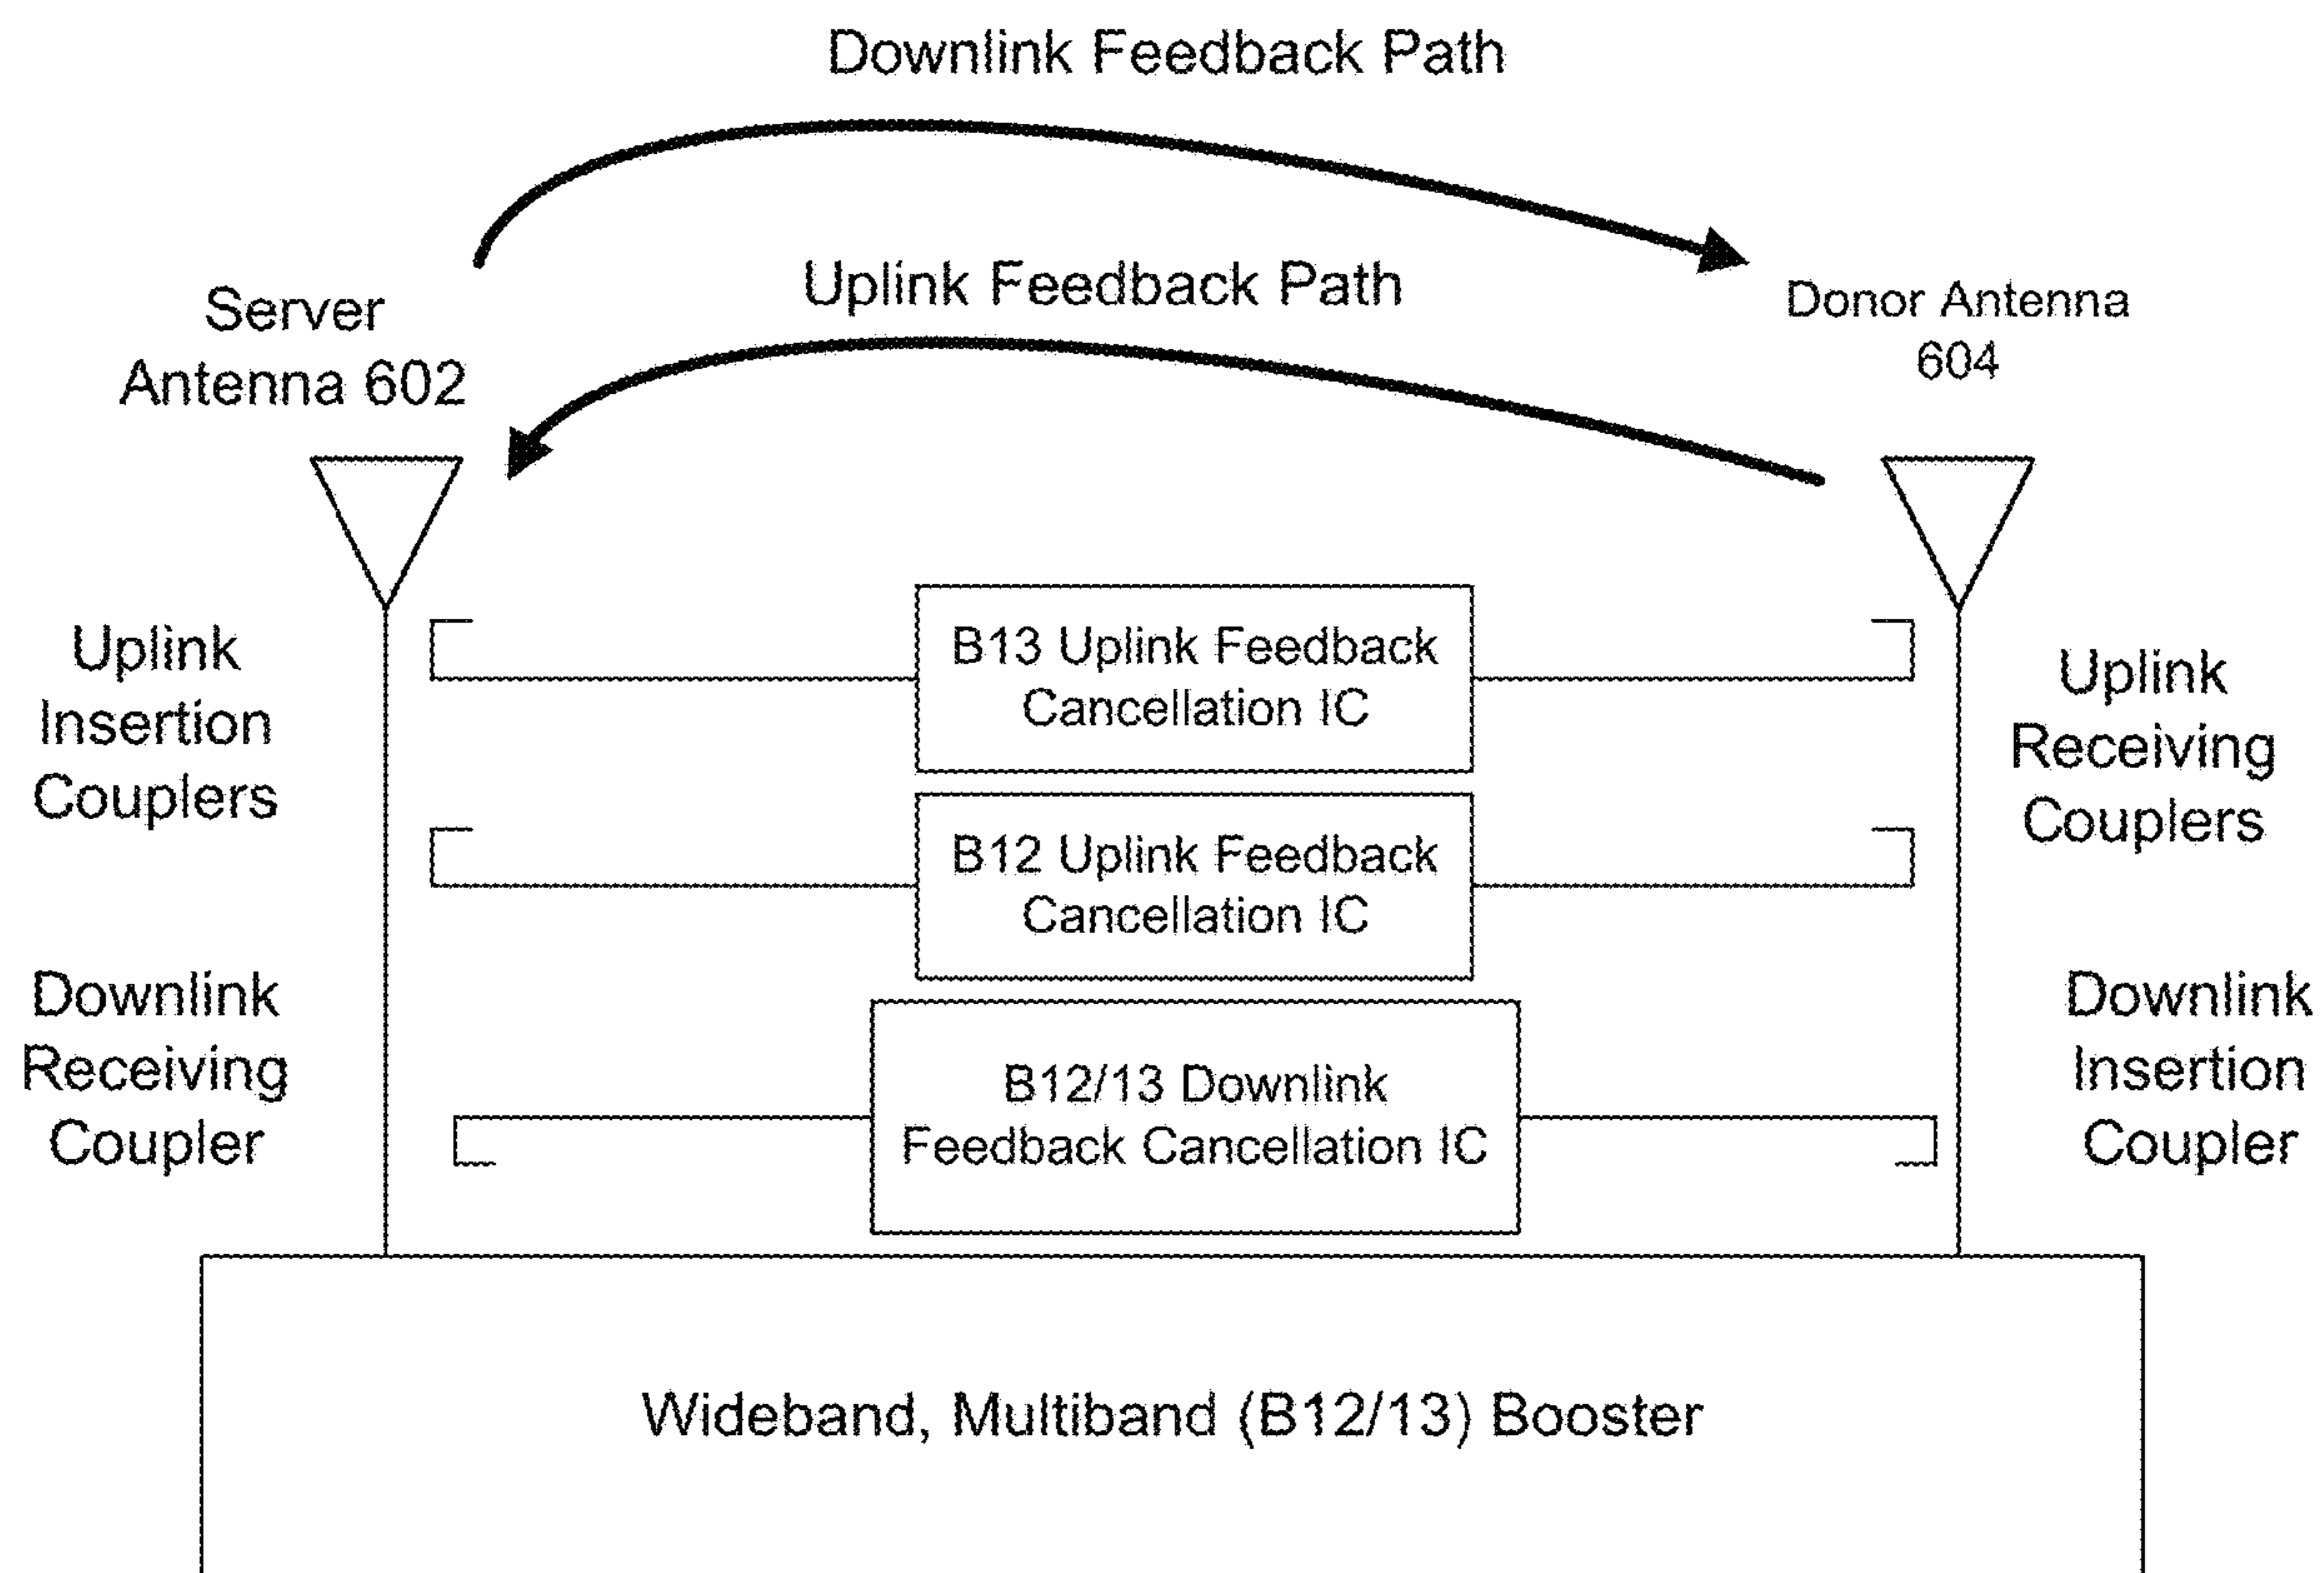 Downlink Feedback Path
Uplink Feedback Path
Server
Antenna 602
Donor Antenna
604
Uplink
Insertion
Couplers
B13 Uplink Feedback
Cancellation IC
Uplink
Receiving
Couplers
B12 Uplink Feedback
Cancellation IC
Downlink
Receiving
Coupler
B12/13 Downlink
Feedback Cancellation IC
Downlink
Insertion
Coupler
Wideband, Multiband (B12/13) Booster